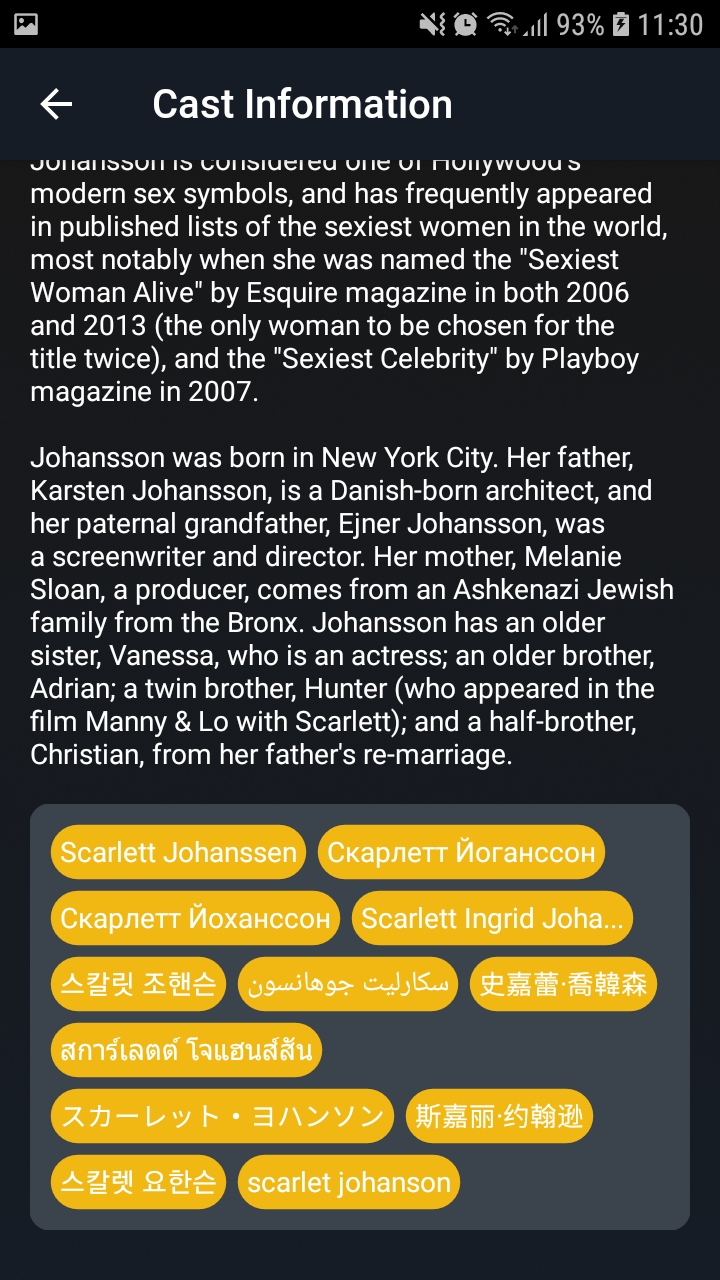 93% 11:30
Cast Information
Johansson is considered one of Hollywood's
modern sex symbols, and has frequently appeared
in published lists of the sexiest women in the world,
most notably when she was named the "Sexiest
Woman Alive" by Esquire magazine in both 2006
and 2013 (the only woman to be chosen for the
title twice), and the "Sexiest Celebrity" by Playboy
magazine in 2007.
Johansson was born in New York City. Her father,
Karsten Johansson, is a Danish-born architect, and
her paternal grandfather, Ejner Johansson, was
a screenwriter and director. Her mother, Melanie
Sloan, a producer, comes from an Ashkenazi Jewish
family from the Bronx. Johansson has an older
sister, Vanessa, who is an actress; an older brother,
Adrian; a twin brother, Hunter (who appeared in the
film Manny & Lo with Scarlett); and a half-brother,
Christian, from her father's re-marriage.
Scarlett Johanssen Скарлетт Йоганссон
Скарлетт Йоханссон Scarlett Ingrid Joha...
스칼릿 조핸슨 سكارليت جوهانسون 史嘉蕾·喬韓森
สการ์เลตต์ โจแฮนส์สัน
スカーレット・ヨハンソン 斯嘉丽·约翰逊
스칼렛 요한슨 scarlet johanson